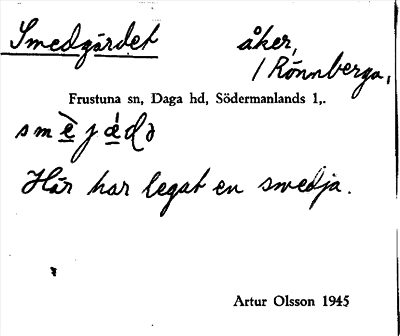 Smedgärdet åker,
/ Rönnberga,
Frustuna sn, Daga hd, Södermanlands l,.
Här har legat en smedja.
Artur Olsson 1945